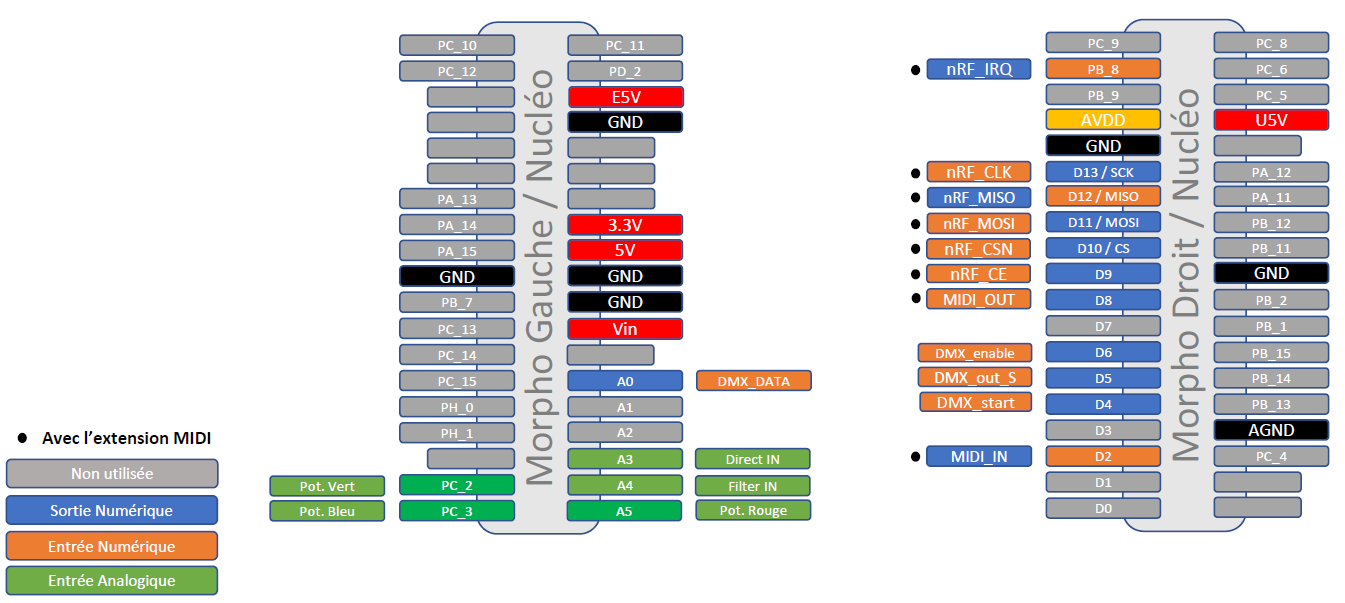 PC_10 PC_11
PC_12 PD_2
E5V
GND
PA_13
PA_14 3.3V
PA_15 5V
GND GND
PB_7 GND
PC_13 Vin
PC_14
PC_15 A0 DMX_DATA
PH_0 A1
PH_1 A2
A3 Direct IN
Pot. Vert PC_2 A4 Filter IN
Pot. Bleu PC_3 A5 Pot. Rouge
Morpho Gauche / Nucléo
PC_9 PC_8
nRF_IRQ PB_8 PC_6
PB_9 PC_5
AVDD U5V
GND
nRF_CLK D13 / SCK PA_12
nRF_MISO D12 / MISO PA_11
nRF_MOSI D11 / MOSI PB_12
nRF_CSN D10 / CS PB_11
nRF_CE D9 GND
MIDI_OUT D8 PB_2
D7 PB_1
DMX_enable D6 PB_15
DMX_out_S D5 PB_14
DMX_start D4 PB_13
D3 AGND
MIDI_IN D2 PC_4
D1
D0
Morpho Droit / Nucléo
● Avec l’extension MIDI
Non utilisée
Sortie Numérique
Entrée Numérique
Entrée Analogique